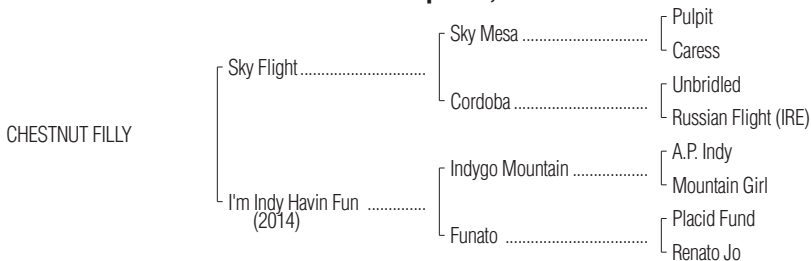 Pulpit
Sky Mesa ..............................
Caress
Sky Flight ..............................
Unbridled
Cordoba ................................
Russian Flight (IRE)
CHESTNUT FILLY
A.P. Indy
Indygo Mountain ..................
Mountain Girl
I'm Indy Havin Fun ..............
(2014)
Placid Fund
Funato ..................................
Renato Jo